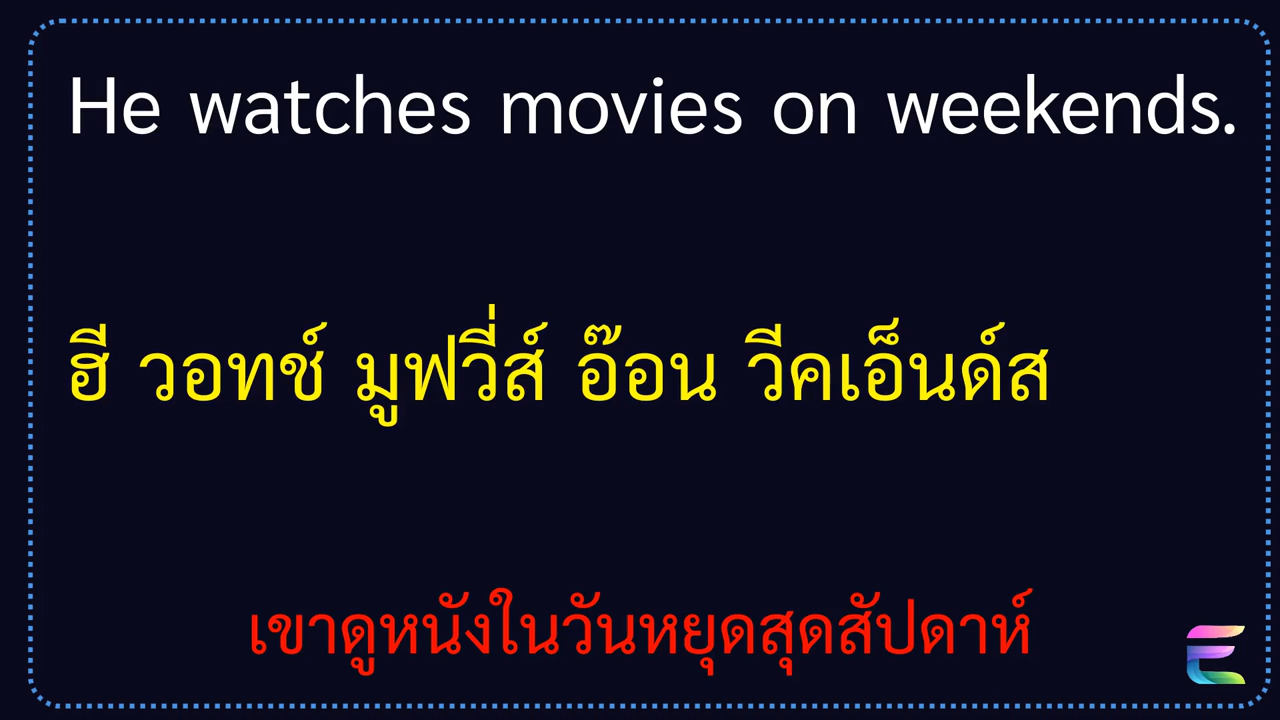 He watches movies on weekends.
ฮี วอทช์ มูฟวี่ส์ อ๊อน วีคเอ็นด์ส
เขาดูหนังในวันหยุดสุดสัปดาห์